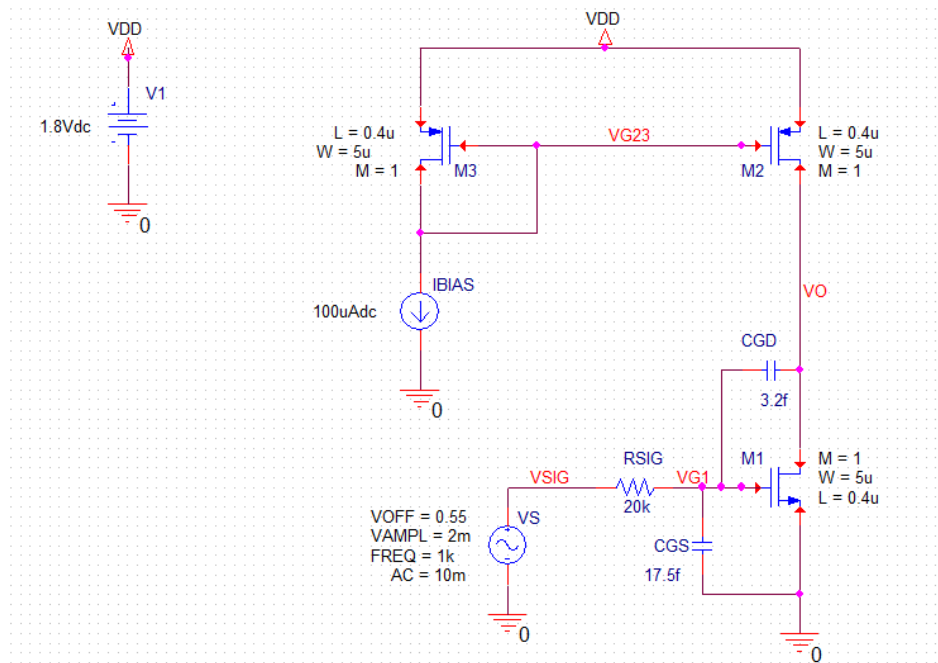 VDD
V1
1.8Vdc
0
VDD
L = 0.4u
W = 5u
M = 1
M3
VG23
L = 0.4u
W = 5u
M = 1
M2
IBIAS
100uAdc
0
VO
CGD
3.2f
M1
M = 1
W = 5u
L = 0.4u
RSIG
VSIG
VG1
20k
VOFF = 0.55
VAMPL = 2m
FREQ = 1k
AC = 10m
VS
CGS
17.5f
0
0